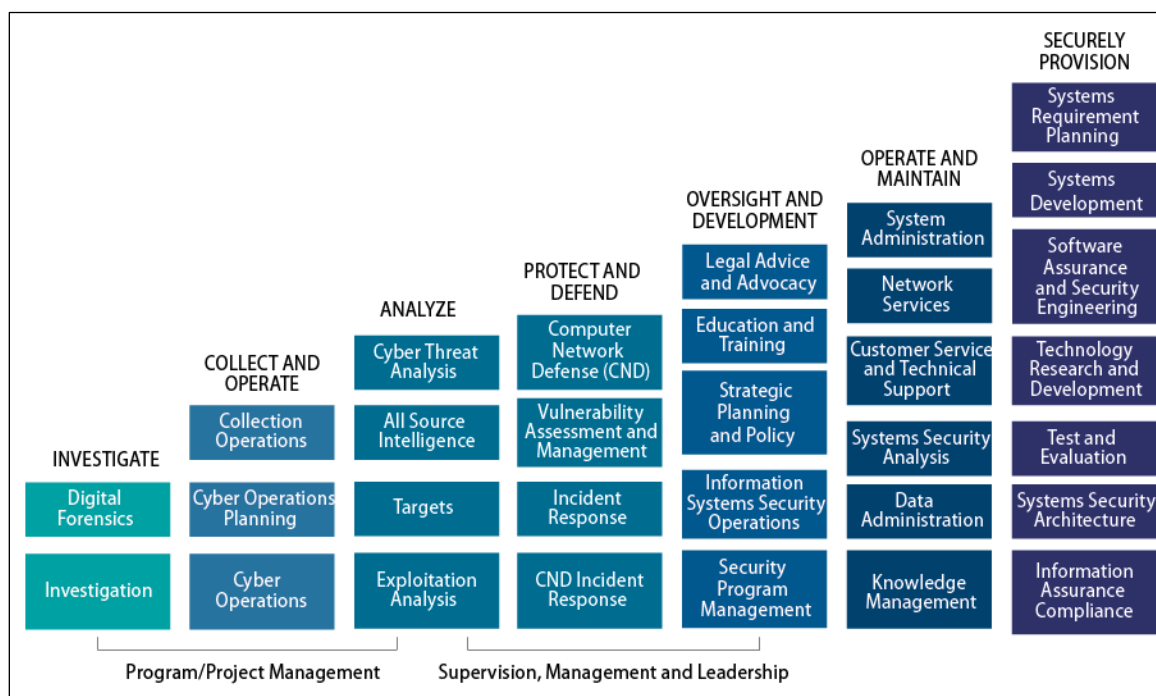 INVESTIGATE
Digital
Forensics
Investigation
COLLECT AND
OPERATE
Collection
Operations
Cyber Operations
Planning
Cyber
Operations
ANALYZE
Cyber Threat
Analysis
All Source
Intelligence
Targets
Exploitation
Analysis
PROTECT AND
DEFEND
Computer
Network
Defense (CND)
Vulnerability
Assessment and
Management
Incident
Response
CND Incident
Response
OVERSIGHT AND
DEVELOPMENT
Legal Advice
and Advocacy
Education and
Training
Strategic
Planning
and Policy
Information
Systems Security
Operations
Security
Program
Management
OPERATE AND
MAINTAIN
System
Administration
Network
Services
Customer Service
and Technical
Support
Systems Security
Analysis
Data
Administration
Knowledge
Management
SECURELY
PROVISION
Systems
Requirement
Planning
Systems
Development
Software
Assurance
and Security
Engineering
Technology
Research and
Development
Test and
Evaluation
Systems Security
Architecture
Information
Assurance
Compliance
Program/Project Management
Supervision, Management and Leadership